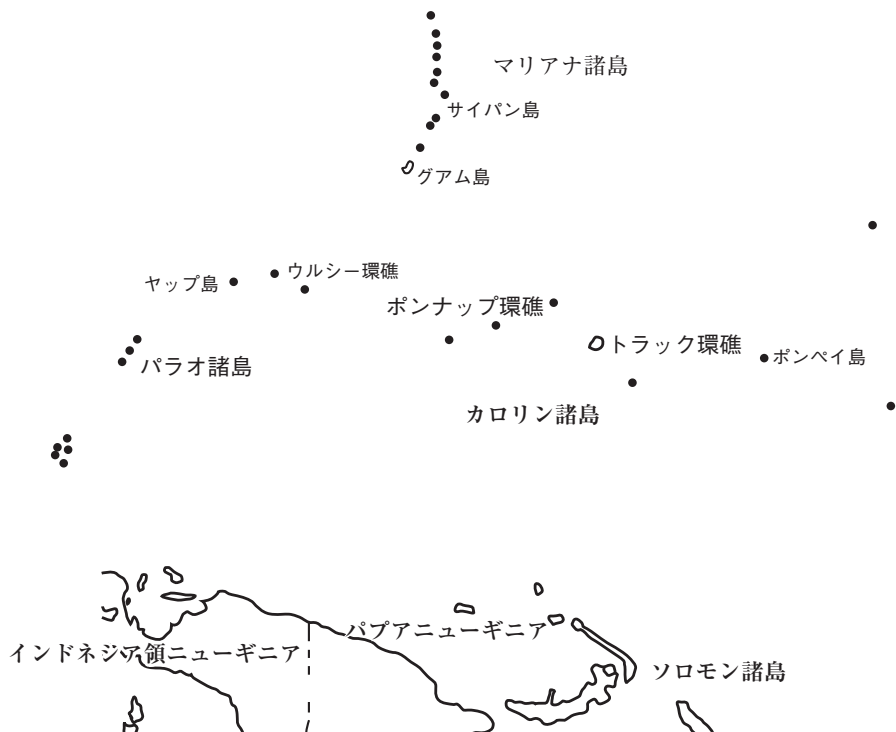 マリアナ諸島
サイパン島
グアム島
ウルシー環礁
ヤップ島
ポンナップ環礁
トラック環礁
ポンペイ島
パラオ諸島
カロリン諸島
パプアニューギニア
インドネジア領ニューギニア
ソロモン諸島